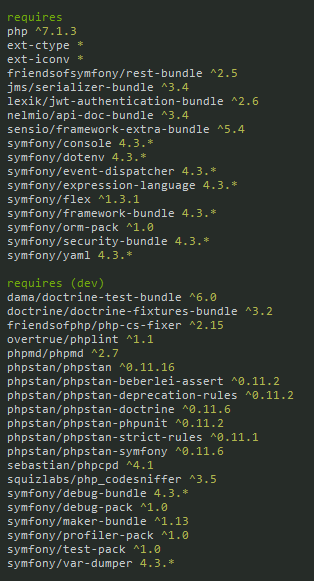 requires
php ^7.1.3
ext-ctype *
ext-iconv *
friendsofsymfony/rest-bundle ^2.5
jms/serializer-bundle ^3.4
lexik/jwt-authentication-bundle ^2.6
nelmio/api-doc-bundle ^3.4
sensio/framework-extra-bundle ^5.4
symfony/console 4.3.*
symfony/dotenv 4.3.*
symfony/event-dispatcher 4.3.*
symfony/expression-language 4.3.*
symfony/flex ^1.3.1
symfony/framework-bundle 4.3.*
symfony/orm-pack ^1.0
symfony/security-bundle 4.3.*
symfony/yaml 4.3.*
requires (dev)
dama/doctrine-test-bundle ^6.0
doctrine/doctrine-fixtures-bundle ^3.2
friendsofphp/php-cs-fixer ^2.15
overtrue/phplint ^1.1
phpmd/phpmd ^2.7
phpstan/phpstan ^0.11.16
phpstan/phpstan-beberlei-assert ^0.11.2
phpstan/phpstan-deprecation-rules ^0.11.2
phpstan/phpstan-doctrine ^0.11.6
phpstan/phpstan-phpunit ^0.11.2
phpstan/phpstan-strict-rules ^0.11.1
phpstan/phpstan-symfony ^0.11.6
sebastian/phpcpd ^4.1
squizlabs/php_codesniffer ^3.5
symfony/debug-bundle 4.3.*
symfony/debug-pack ^1.0
symfony/maker-bundle ^1.13
symfony/profiler-pack ^1.0
symfony/test-pack ^1.0
symfony/var-dumper 4.3.*